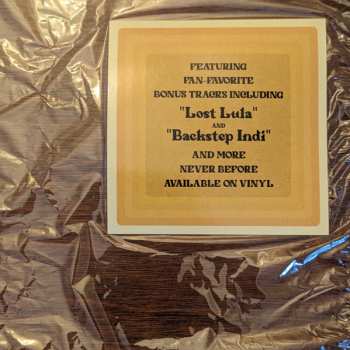 FEATURING
FAN-FAVORITE
BONUS TRACKS INCLUDING
"Lost Lula"
AND
"Backstep Indi"
AND MORE
NEVER BEFORE
AVAILABLE ON VINYL